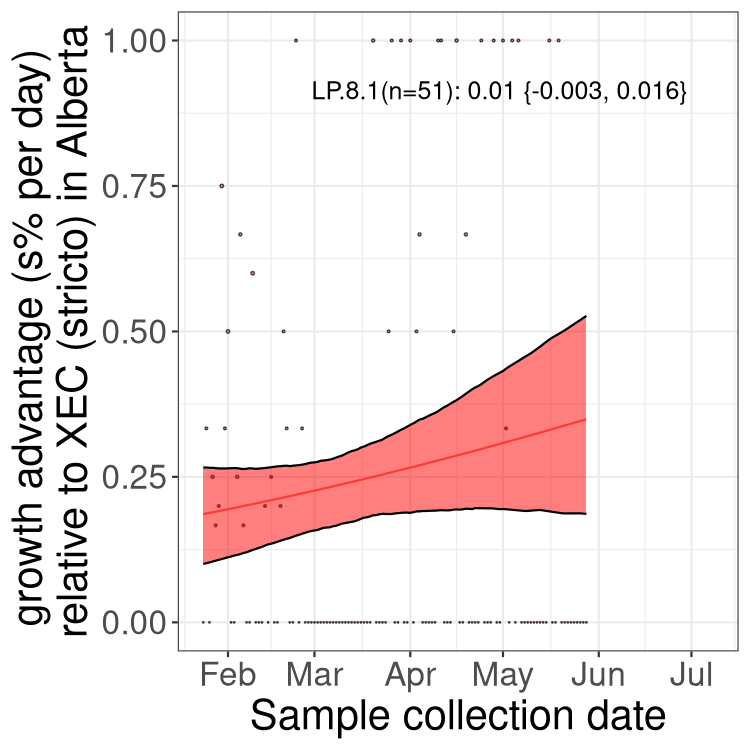 growth advantage (s% per day)
relative to XEC (stricto) in Alberta
1.00
0.75
0.50
0.25
0.00
LP.8.1(n=51): 0.01 {-0.003, 0.016}
Feb Mar Apr May Jun Jul
Sample collection date